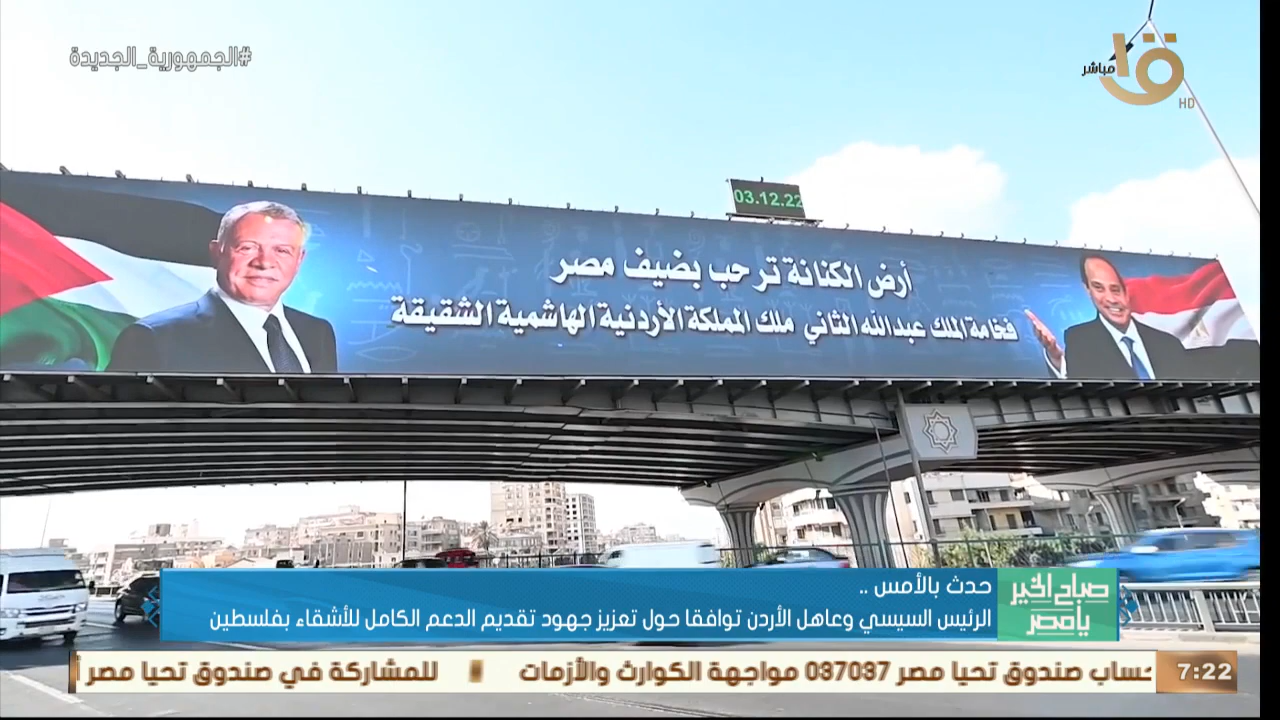 #الجمهورية_الجديدة
مباشر
HD
03.12.22
أرض الكنانة ترحب بضيف مصر
فخامة الملك عبدالله الثاني ملك المملكة الأردنية الهاشمية الشقيقة
صباح الخير
يا مصر
حدث بالأمس ..
الرئيس السيسي وعاهل الأردن توافقا حول تعزيز جهود تقديم الدعم الكامل للأشقاء بفلسطين
7:22
حساب صندوق تحيا مصر 037037 مواجهة الكوارث والأزمات
للمشاركة في صندوق تحيا مصر